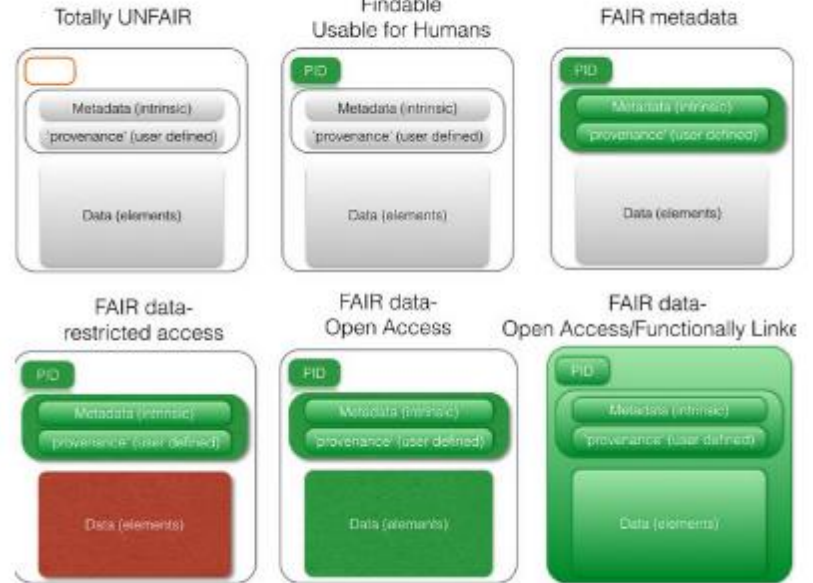 Totally UNFAIR
Findable
Usable for Humans
FAIR metadata
Metadata (intrinsic)
'provenance' (user defined)
Data (elements)
PID
Metadata (intrinsic)
'provenance' (user defined)
Data (elements)
PID
Metadata (intrinsic)
'provenance' (user defined)
Data (elements)
FAIR data-
restricted access
FAIR data-
Open Access
FAIR data-
Open Access/Functionally Linke
PID
Metadata (intrinsic)
'provenance' (user defined)
Data (elements)
PID
Metadata (intrinsic)
'provenance' (user defined)
Data (elements)
PID
Metadata (intrinsic)
'provenance' (user defined)
Data (elements)